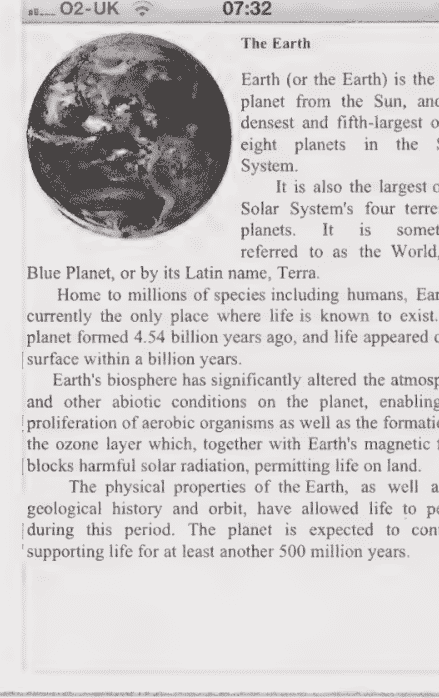 O2-UK 07:32
The Earth
Earth (or the Earth) is the
planet from the Sun, and
densest and fifth-largest o
eight planets in the S
System.
It is also the largest o
Solar System's four terre
planets. It is somet
referred to as the World,
Blue Planet, or by its Latin name, Terra.
Home to millions of species including humans, Ear
currently the only place where life is known to exist.
planet formed 4.54 billion years ago, and life appeared o
surface within a billion years.
Earth's biosphere has significantly altered the atmosp
and other abiotic conditions on the planet, enabling
proliferation of aerobic organisms as well as the formatio
the ozone layer which, together with Earth's magnetic f
blocks harmful solar radiation, permitting life on land.
The physical properties of the Earth, as well a
geological history and orbit, have allowed life to pe
during this period. The planet is expected to con
supporting life for at least another 500 million years.